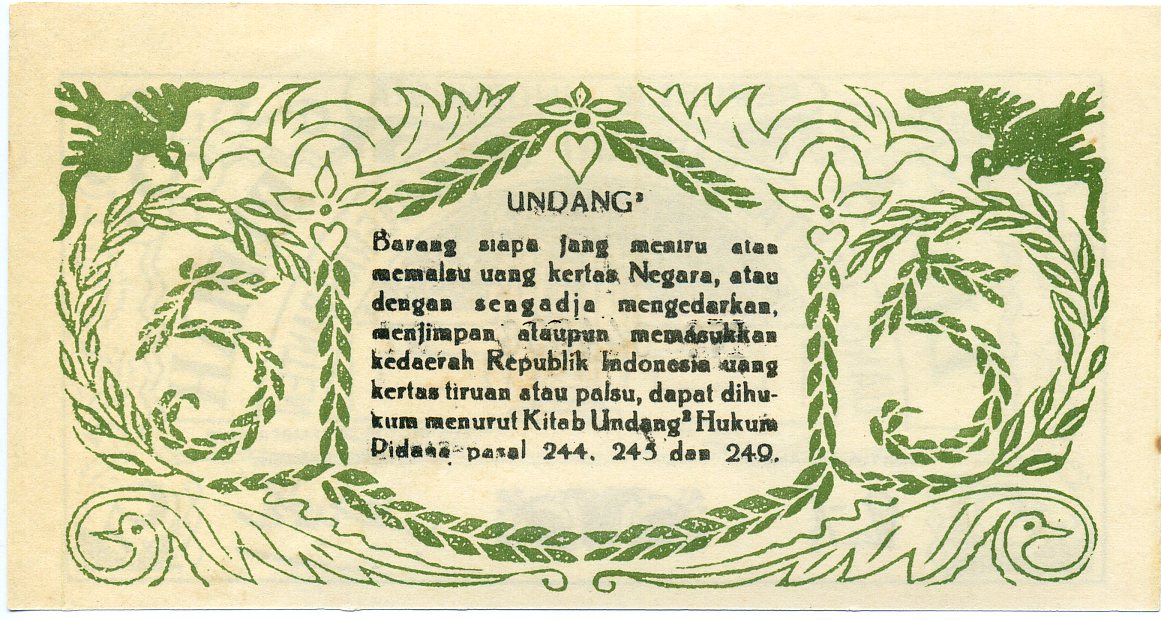 UNDANG²
Barang siapa jang meniru atau
memalsu uang kertas Negara, atau
dengan sengadja mengedarkan,
menjimpan ataupun memasukkan
kedaerah Republik Indonesia uang
kertas tiruan atau palsu, dapat dihu-
kum menurut Kitab Undang² Hukum
Pidana pasal 244. 245 dan 249.
5 5